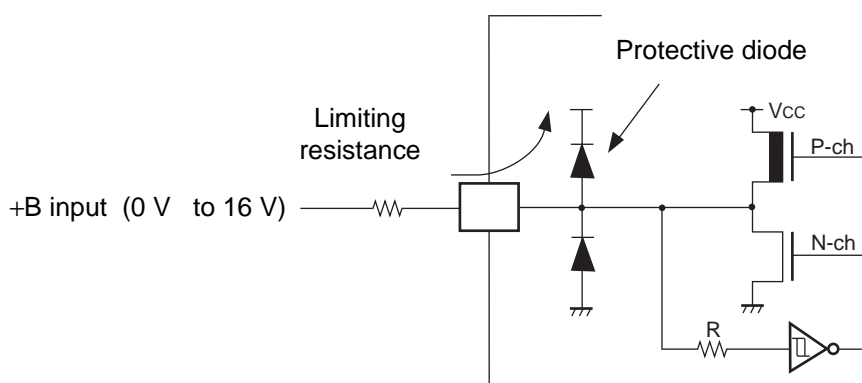 Protective diode
Limiting
resistance
VCC
P-ch
+B input (0 V to 16 V)
N-ch
R